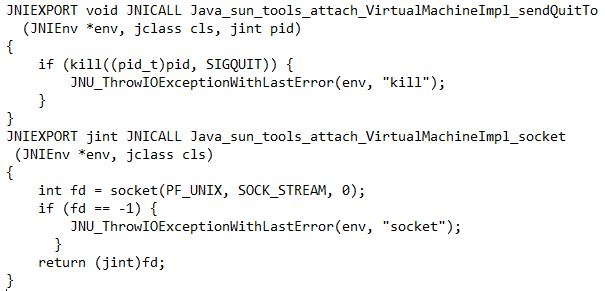 JNIEXPORT void JNICALL Java_sun_tools_attach_VirtualMachineImpl_sendQuitTo
  (JNIEnv *env, jclass cls, jint pid)
{
    if (kill((pid_t)pid, SIGQUIT)) {
        JNU_ThrowIOExceptionWithLastError(env, "kill");
    }
}
JNIEXPORT jint JNICALL Java_sun_tools_attach_VirtualMachineImpl_socket
 (JNIEnv *env, jclass cls)
{
    int fd = socket(PF_UNIX, SOCK_STREAM, 0);
    if (fd == -1) {
        JNU_ThrowIOExceptionWithLastError(env, "socket");
      }
    return (jint)fd;
}